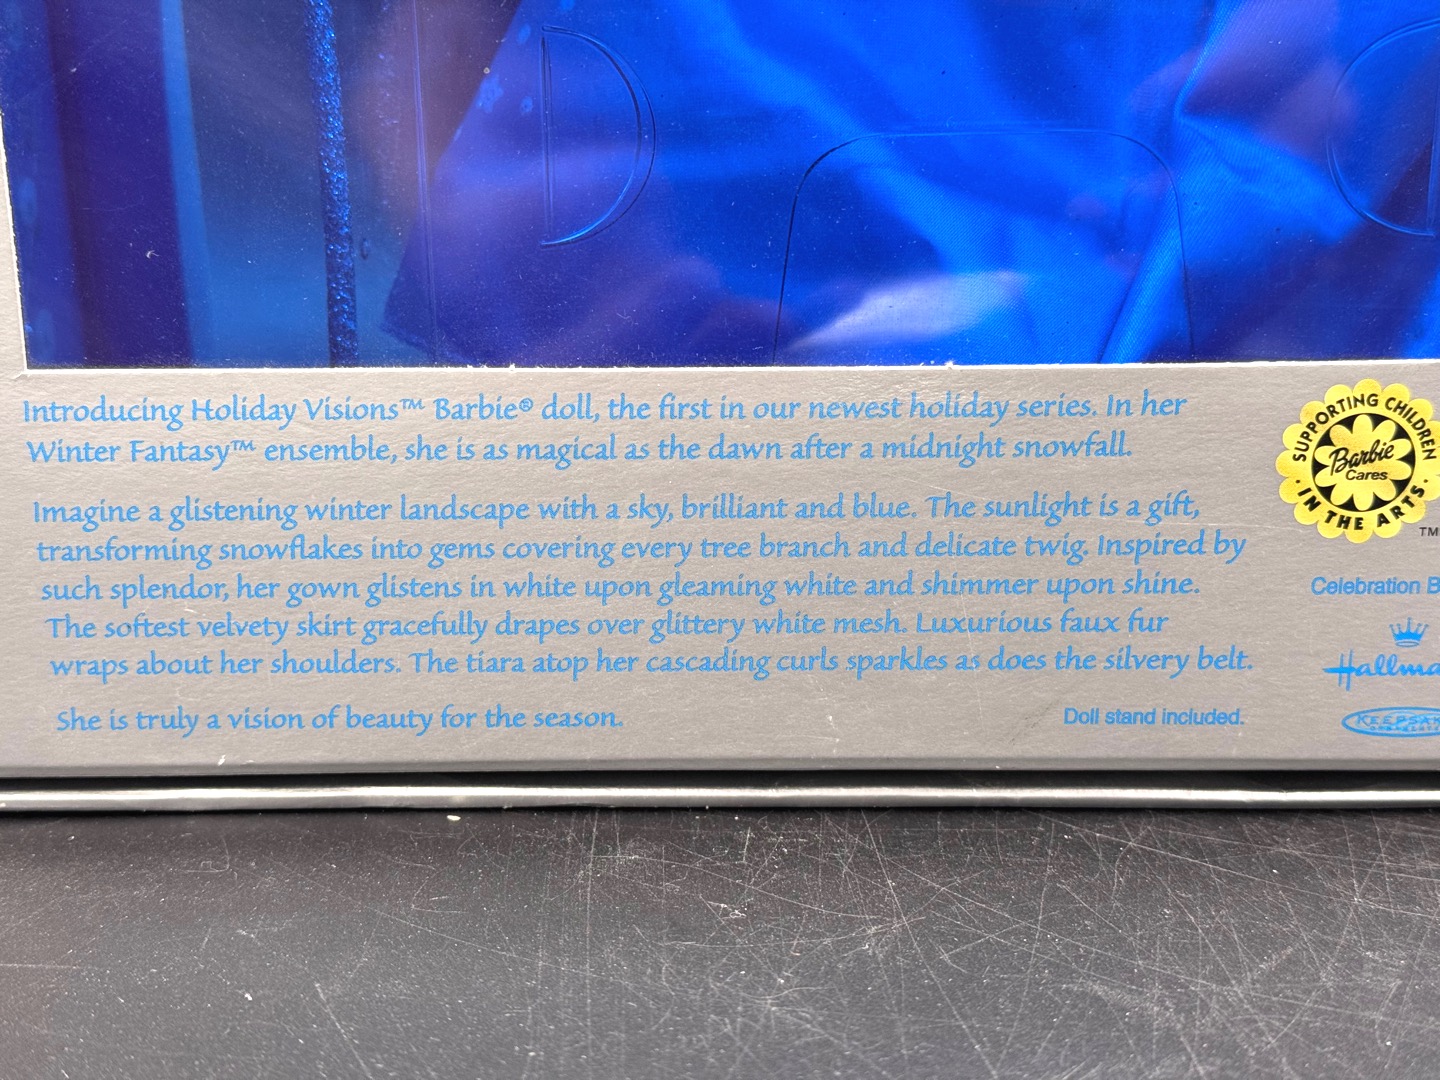 Introducing Holiday Visions™ Barbie® doll, the first in our newest holiday series. In her
Winter Fantasy™ ensemble, she is as magical as the dawn after a midnight snowfall.
Imagine a glistening winter landscape with a sky, brilliant and blue. The sunlight is a gift,
transforming snowflakes into gems covering every tree branch and delicate twig. Inspired by
such splendor, her gown glistens in white upon gleaming white and shimmer upon shine.
The softest velvety skirt gracefully drapes over glittery white mesh. Luxurious faux fur
wraps about her shoulders. The tiara atop her cascading curls sparkles as does the silvery belt.
She is truly a vision of beauty for the season.
Doll stand included.
SUPPORTING CHILDREN
Barbie
Cares
· IN THE ARTS ·
TM
Celebration B
Hallma
KEEPSAK